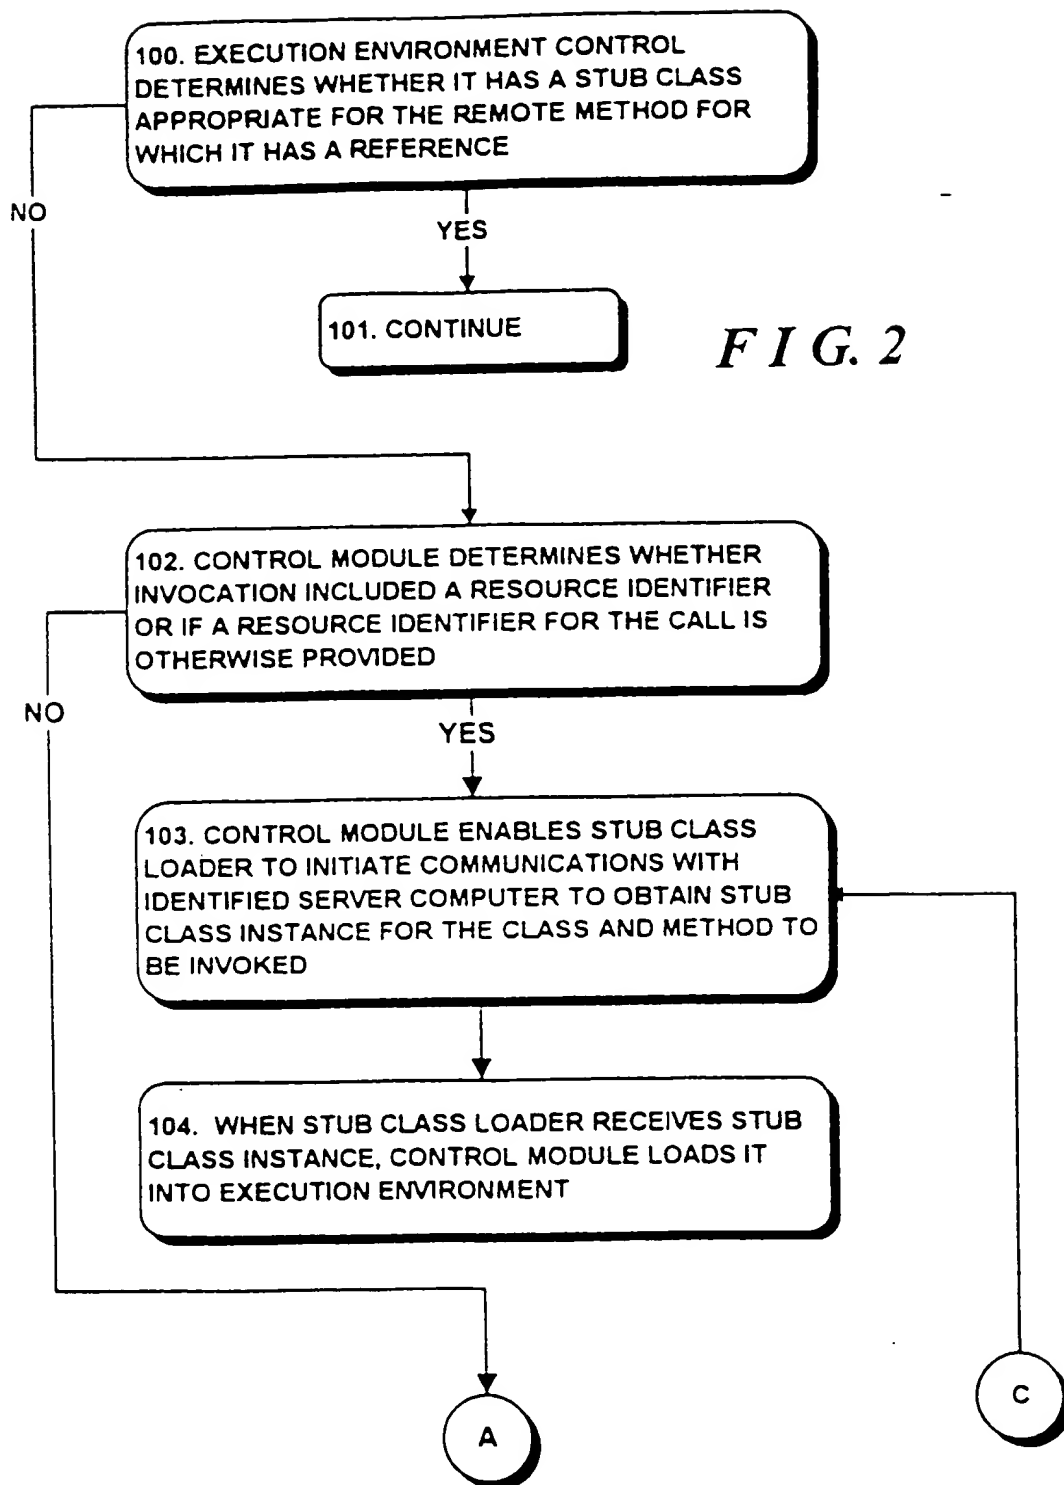 100. EXECUTION ENVIRONMENT CONTROL
DETERMINES WHETHER IT HAS A STUB CLASS
APPROPRIATE FOR THE REMOTE METHOD FOR
WHICH IT HAS A REFERENCE
NO
YES
101. CONTINUE
FIG. 2
102. CONTROL MODULE DETERMINES WHETHER
INVOCATION INCLUDED A RESOURCE IDENTIFIER
OR IF A RESOURCE IDENTIFIER FOR THE CALL IS
OTHERWISE PROVIDED
NO
YES
103. CONTROL MODULE ENABLES STUB CLASS
LOADER TO INITIATE COMMUNICATIONS WITH
IDENTIFIED SERVER COMPUTER TO OBTAIN STUB
CLASS INSTANCE FOR THE CLASS AND METHOD TO
BE INVOKED
104. WHEN STUB CLASS LOADER RECEIVES STUB
CLASS INSTANCE, CONTROL MODULE LOADS IT
INTO EXECUTION ENVIRONMENT
C
A